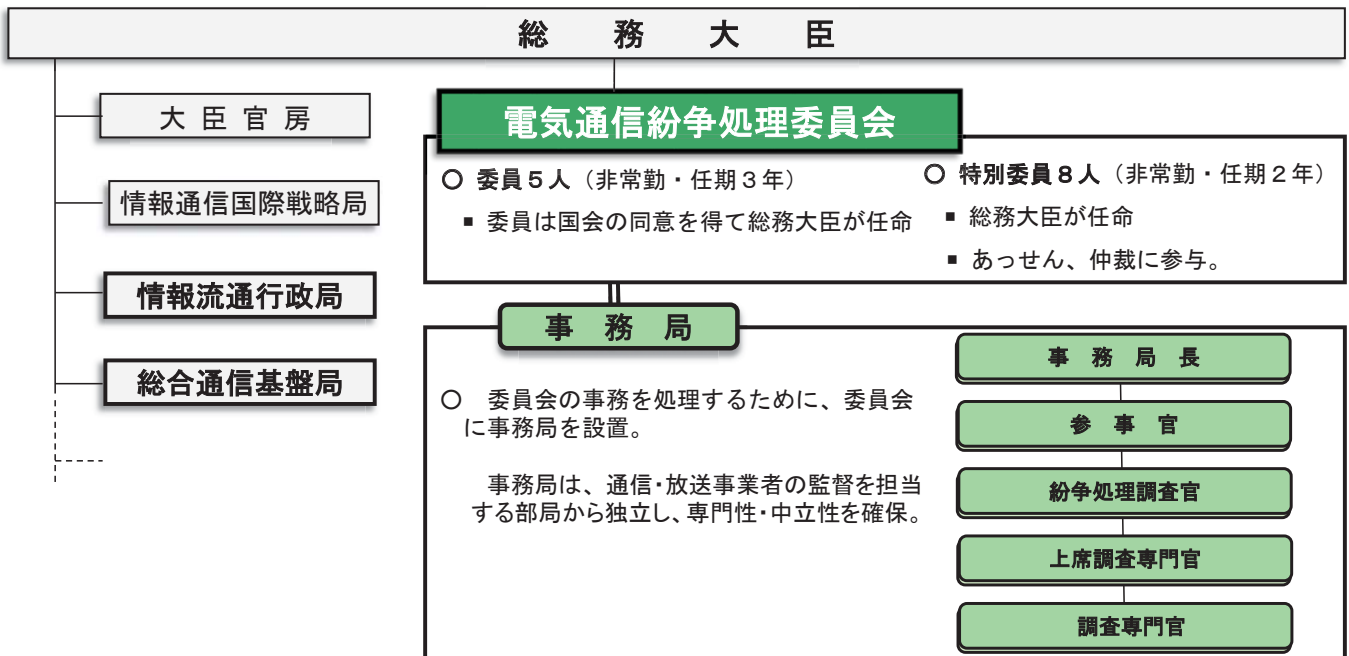 総務大臣
大臣官房
情報通信国際戦略局
情報流通行政局
総合通信基盤局
電気通信紛争処理委員会
○ 委員5人（非常勤・任期3年）
▪ 委員は国会の同意を得て総務大臣が任命
○ 特別委員8人（非常勤・任期2年）
▪ 総務大臣が任命
▪ あっせん、仲裁に参与。
事務局
○ 委員会の事務を処理するために、委員会
に事務局を設置。
事務局は、通信・放送事業者の監督を担当
する部局から独立し、専門性・中立性を確保。
事務局長
参事官
紛争処理調査官
上席調査専門官
調査専門官